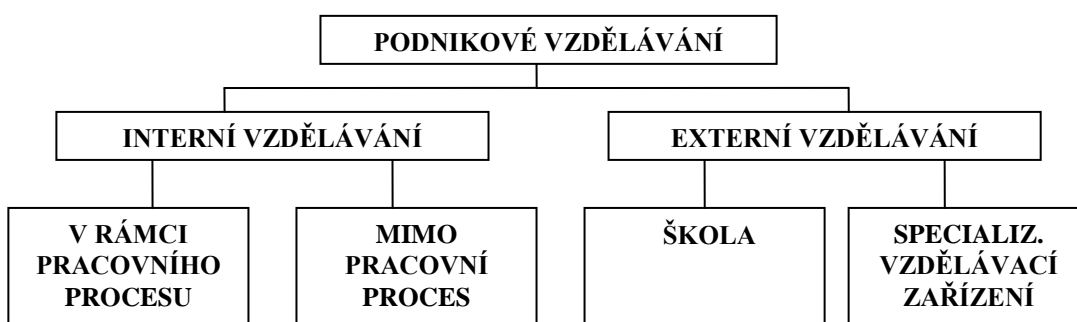 PODNIKOVÉ VZDĚLÁVÁNÍ
INTERNÍ VZDĚLÁVÁNÍ
EXTERNÍ VZDĚLÁVÁNÍ
V RÁMCI
PRACOVNÍHO
PROCESU
MIMO
PRACOVNÍ
PROCES
ŠKOLA
SPECIALIZ.
VZDĚLÁVACÍ
ZAŘÍZENÍ